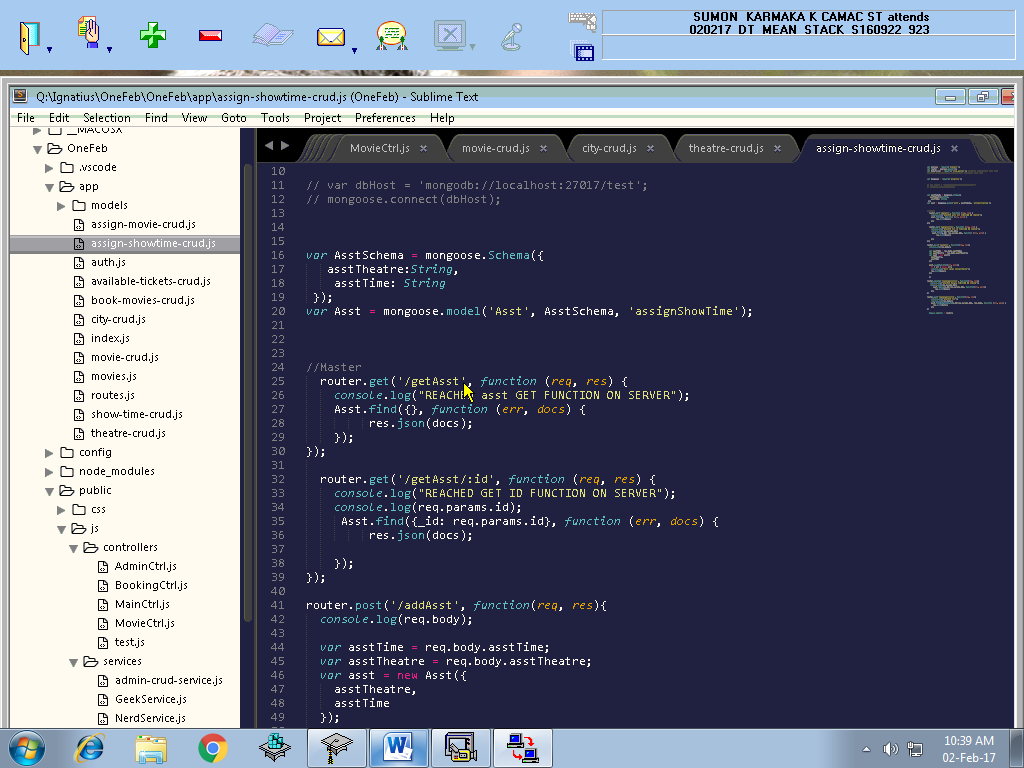 SUMON KARMAKA K CAMAC ST attends
020217 DT MEAN STACK S160922 923
Q:\Ignatius\OneFeb\OneFeb\app\assign-showtime-crud.js (OneFeb) - Sublime Text
File Edit Selection Find View Goto Tools Project Preferences Help
__MACOSX
OneFeb
.vscode
app
models
assign-movie-crud.js
assign-showtime-crud.js
auth.js
available-tickets-crud.js
book-movies-crud.js
city-crud.js
index.js
movie-crud.js
movies.js
routes.js
show-time-crud.js
theatre-crud.js
config
node_modules
public
css
js
controllers
AdminCtrl.js
BookingCtrl.js
MainCtrl.js
MovieCtrl.js
test.js
services
admin-crud-service.js
GeekService.js
NerdService.js
MovieCtrl.js movie-crud.js city-crud.js theatre-crud.js assign-showtime-crud.js
10
11 // var dbHost = 'mongodb://localhost:27017/test';
12 // mongoose.connect(dbHost);
13
14
15
16 var AsstSchema = mongoose.Schema({
17 asstTheatre:String,
18 asstTime: String
19 });
20 var Asst = mongoose.model('Asst', AsstSchema, 'assignShowTime');
21
22
23
24 //Master
25 router.get('/getAsst', function (req, res) {
26 console.log("REACHED asst GET FUNCTION ON SERVER");
27 Asst.find({}, function (err, docs) {
28 res.json(docs);
29 });
30 });
31
32 router.get('/getAsst/:id', function (req, res) {
33 console.log("REACHED GET ID FUNCTION ON SERVER");
34 console.log(req.params.id);
35 Asst.find({_id: req.params.id}, function (err, docs) {
36 res.json(docs);
37
38 });
39 });
40
41 router.post('/addAsst', function(req, res){
42 console.log(req.body);
43
44 var asstTime = req.body.asstTime;
45 var asstTheatre = req.body.asstTheatre;
46 var asst = new Asst({
47 asstTheatre,
48 asstTime
49 });
10:39 AM
02-Feb-17